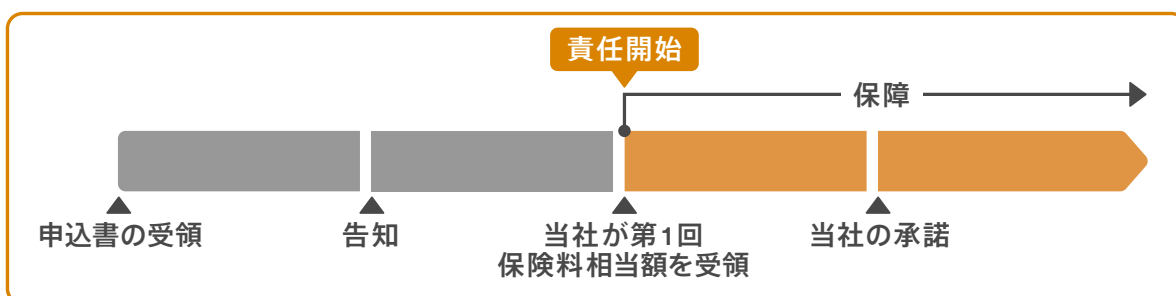 責任開始
保障
申込書の受領
告知
当社が第1回
保険料相当額を受領
当社の承諾